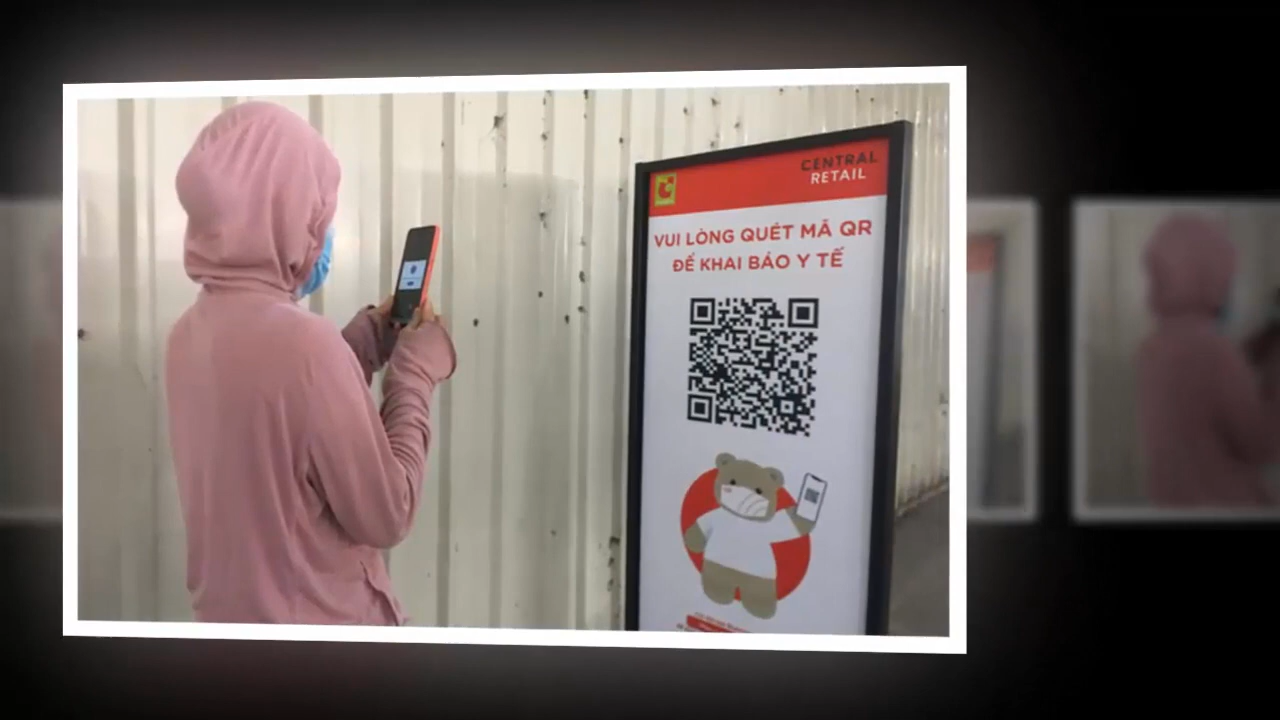 CENTRAL
RETAIL
VUI LÒNG QUÉT MÃ QR
ĐỂ KHAI BÁO Y TẾ